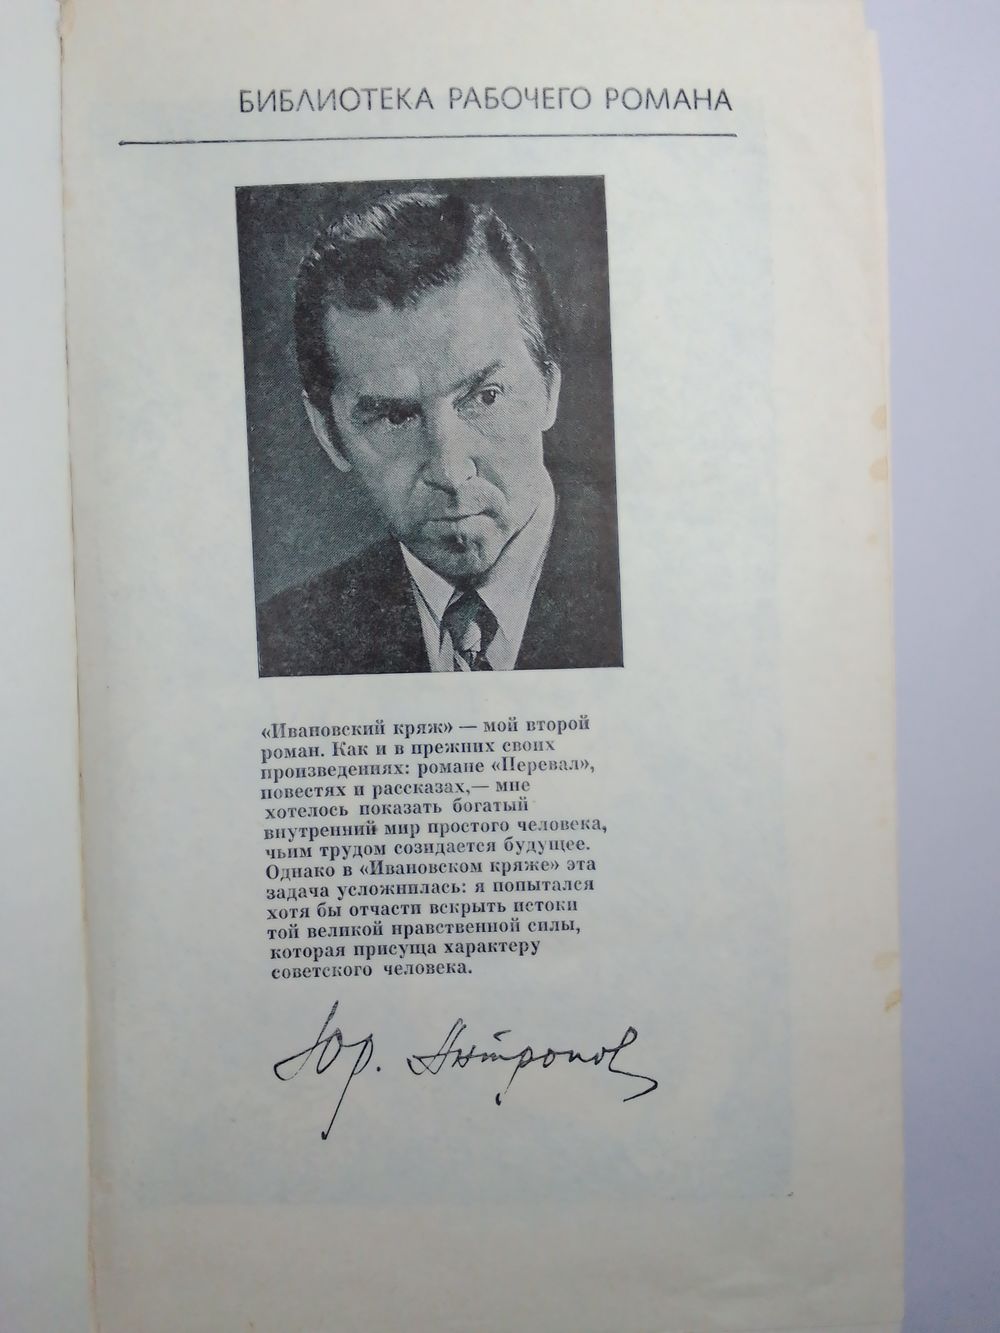 БИБЛИОТЕКА РАБОЧЕГО РОМАНА
«Ивановский кряж» — мой второй
роман. Как и в прежних своих
произведениях: романе «Перевал»,
повестях и рассказах,— мне
хотелось показать богатый
внутренний мир простого человека,
чьим трудом созидается будущее.
Однако в «Ивановском кряже» эта
задача усложнилась: я попытался
хотя бы отчасти вскрыть истоки
той великой нравственной силы,
которая присуща характеру
советского человека.
Юр. Антропов